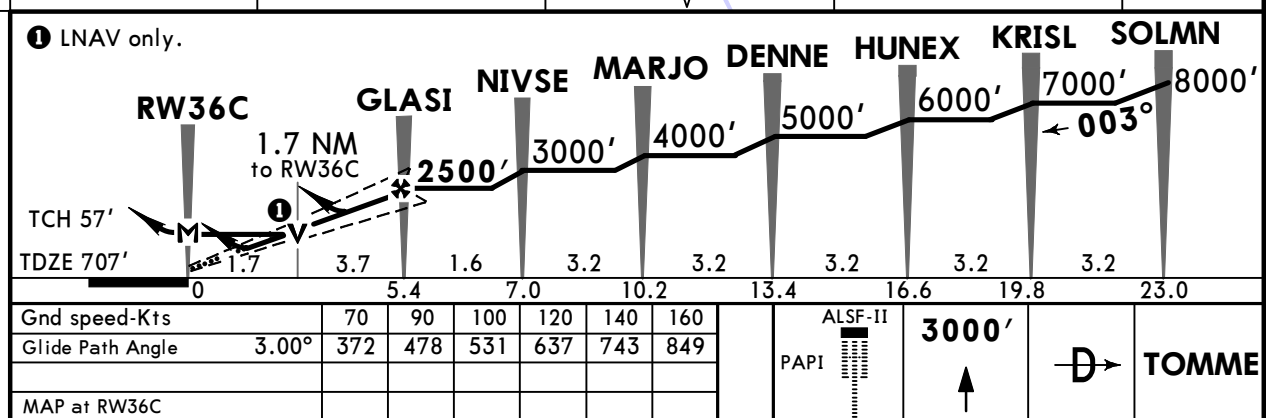 ❶ LNAV only.
SOLMN
KRISL
HUNEX
DENNE
MARJO
NIVSE
GLASI
RW36C
8000'
7000'
6000'
5000'
4000'
3000'
2500'
003°
1.7 NM
to RW36C
❶
TCH 57'
M
V
TDZE 707'
1.7 3.7 1.6 3.2 3.2 3.2 3.2 3.2
0 5.4 7.0 10.2 13.4 16.6 19.8 23.0
Gnd speed-Kts 70 90 100 120 140 160
Glide Path Angle 3.00° 372 478 531 637 743 849
MAP at RW36C
ALSF-II
PAPI
3000'
D
TOMME